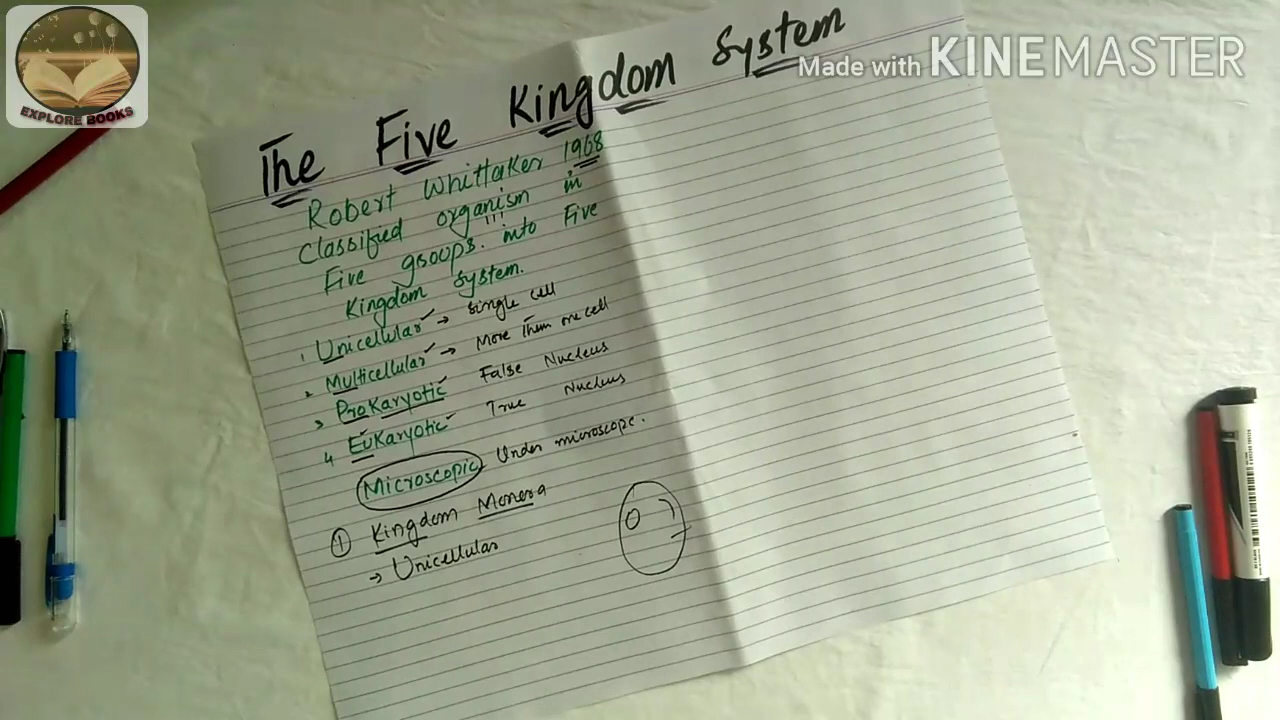 EXPLORE BOOKS
Made with KINEMASTER
The Five Kingdom System
Robert Whittaker 1968
Classified organism in
Five groups. into Five
Kingdom system.
1 Unicellular → Single cell
2 Multicellular → More Them one cell
3 Prokaryotic False Nucleus
4 Eukaryotic True Nucleus
Microscopic Under microscope.
① Kingdom Monera
→ Unicellular